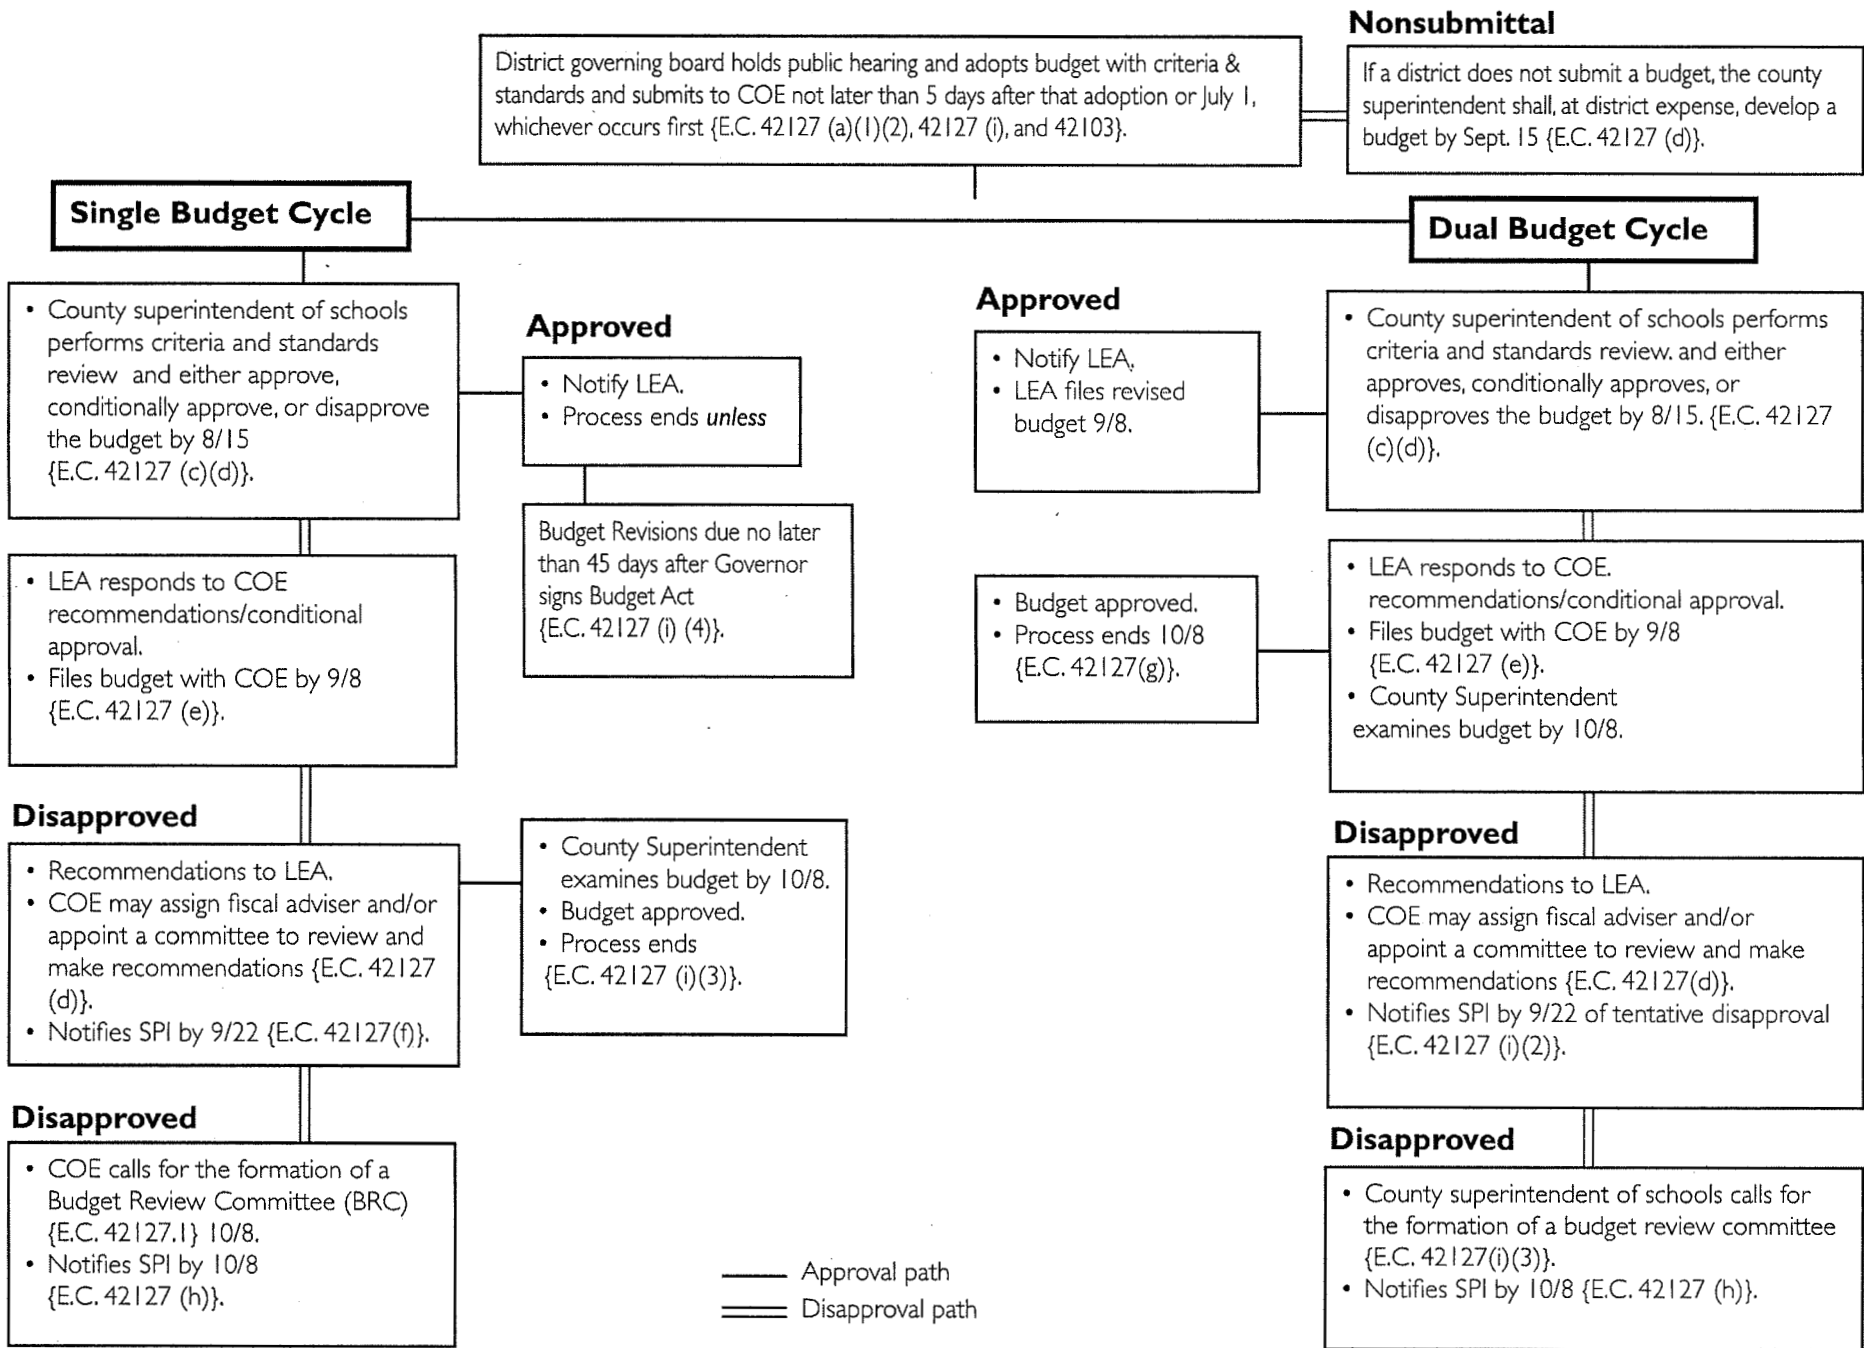 Nonsubmittal
District governing board holds public hearing and adopts budget with criteria &
standards and submits to COE not later than 5 days after that adoption or July 1,
whichever occurs first {E.C. 42127 (a)(1)(2), 42127 (i), and 42103}.
If a district does not submit a budget, the county
superintendent shall, at district expense, develop a
budget by Sept. 15 {E.C. 42127 (d)}.
Single Budget Cycle
• County superintendent of schools
performs criteria and standards
review and either approve,
conditionally approve, or disapprove
the budget by 8/15
{E.C. 42127 (c)(d)}.
Approved
• Notify LEA.
• Process ends unless
Budget Revisions due no later
than 45 days after Governor
signs Budget Act
{E.C. 42127 (i) (4)}.
• LEA responds to COE
recommendations/conditional
approval.
• Files budget with COE by 9/8
{E.C. 42127 (e)}.
Disapproved
• Recommendations to LEA.
• COE may assign fiscal adviser and/or
appoint a committee to review and
make recommendations {E.C. 42127
(d)}.
• Notifies SPI by 9/22 {E.C. 42127(f)}.
• County Superintendent
examines budget by 10/8.
• Budget approved.
• Process ends
{E.C. 42127 (i)(3)}.
Disapproved
• COE calls for the formation of a
Budget Review Committee (BRC)
{E.C. 42127.1} 10/8.
• Notifies SPI by 10/8
{E.C. 42127 (h)}.
Dual Budget Cycle
Approved
• Notify LEA.
• LEA files revised
budget 9/8.
• County superintendent of schools performs
criteria and standards review. and either
approves, conditionally approves, or
disapproves the budget by 8/15. {E.C. 42127
(c)(d)}.
• Budget approved.
• Process ends 10/8
{E.C. 42127(g)}.
• LEA responds to COE.
recommendations/conditional approval.
• Files budget with COE by 9/8
{E.C. 42127 (e)}.
• County Superintendent
examines budget by 10/8.
Disapproved
• Recommendations to LEA.
• COE may assign fiscal adviser and/or
appoint a committee to review and make
recommendations {E.C. 42127(d)}.
• Notifies SPI by 9/22 of tentative disapproval
{E.C. 42127 (i)(2)}.
Disapproved
• County superintendent of schools calls for
the formation of a budget review committee
{E.C. 42127(i)(3)}.
• Notifies SPI by 10/8 {E.C. 42127 (h)}.
Approval path
Disapproval path